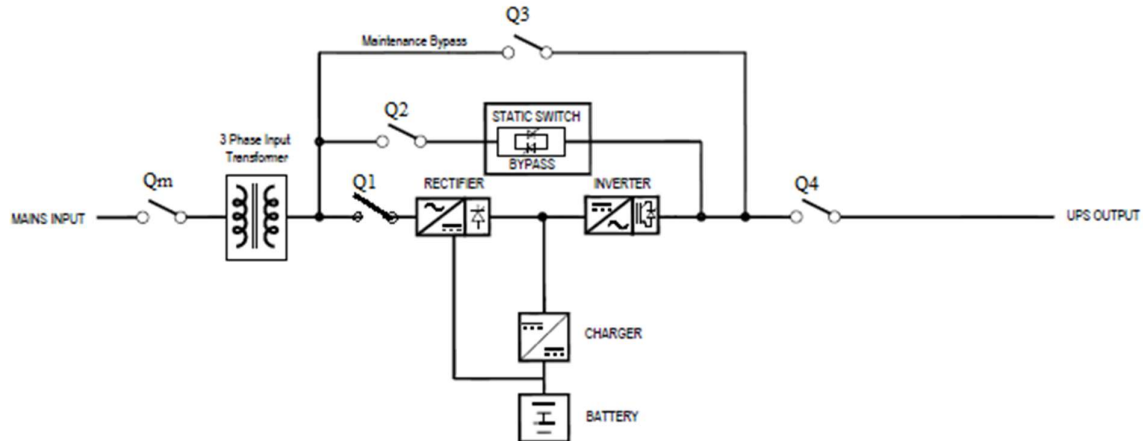 Q3
Maintenance Bypass
Q2
STATIC SWITCH
BYPASS
3 Phase Input
Transformer
Qm
Q1
RECTIFIER
INVERTER
Q4
MAINS INPUT
UPS OUTPUT
CHARGER
BATTERY